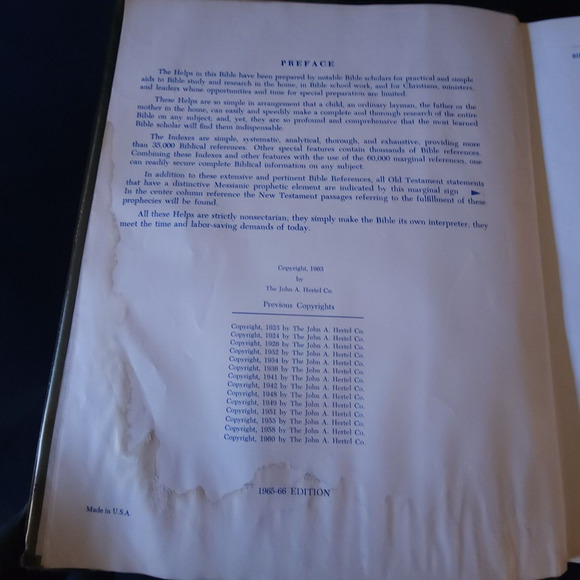 PREFACE
The Helps in this Bible have been prepared by notable Bible scholars for practical and simple
aids to Bible study and research in the home, in Bible school work, and for Christians, ministers,
and leaders whose opportunities and time for special preparation are limited.
These Helps are so simple in arrangement that a child, an ordinary layman, the father or the
mother in the home, can easily and speedily make a complete and thorough research of the entire
Bible on any subject; and, yet, they are so profound and comprehensive that the most learned
Bible scholar will find them indispensable.
The Indexes are simple, systematic, analytical, thorough, and exhaustive, providing more
than 35,000 Biblical references. Other special features contain thousands of Bible references.
Combining these Indexes and other features with the use of the 60,000 marginal references, one
can readily secure complete Biblical information on any subject.
In addition to these extensive and pertinent Bible References, all Old Testament statements
that have a distinctive Messianic prophetic element are indicated by this marginal sign
In the center column reference the New Testament passages referring to the fulfillment of these
prophecies will be found.
All these Helps are strictly nonsectarian; they simply make the Bible its own interpreter, they
meet the time and labor-saving demands of today.
Copyright, 1963
by
The John A. Hertel Co.
Previous Copyrights
Copyright, 1923 by The John A. Hertel Co.
Copyright, 1924 by The John A. Hertel Co.
Copyright, 1928 by The John A. Hertel Co.
Copyright, 1932 by The John A. Hertel Co.
Copyright, 1934 by The John A. Hertel Co.
Copyright, 1936 by The John A. Hertel Co.
Copyright, 1941 by The John A. Hertel Co.
Copyright, 1942 by The John A. Hertel Co.
Copyright, 1948 by The John A. Hertel Co.
Copyright, 1949 by The John A. Hertel Co.
Copyright, 1951 by The John A. Hertel Co.
Copyright, 1955 by The John A. Hertel Co.
Copyright, 1958 by The John A. Hertel Co.
Copyright, 1960 by The John A. Hertel Co.
1965-66 EDITION
Made in U.S.A.